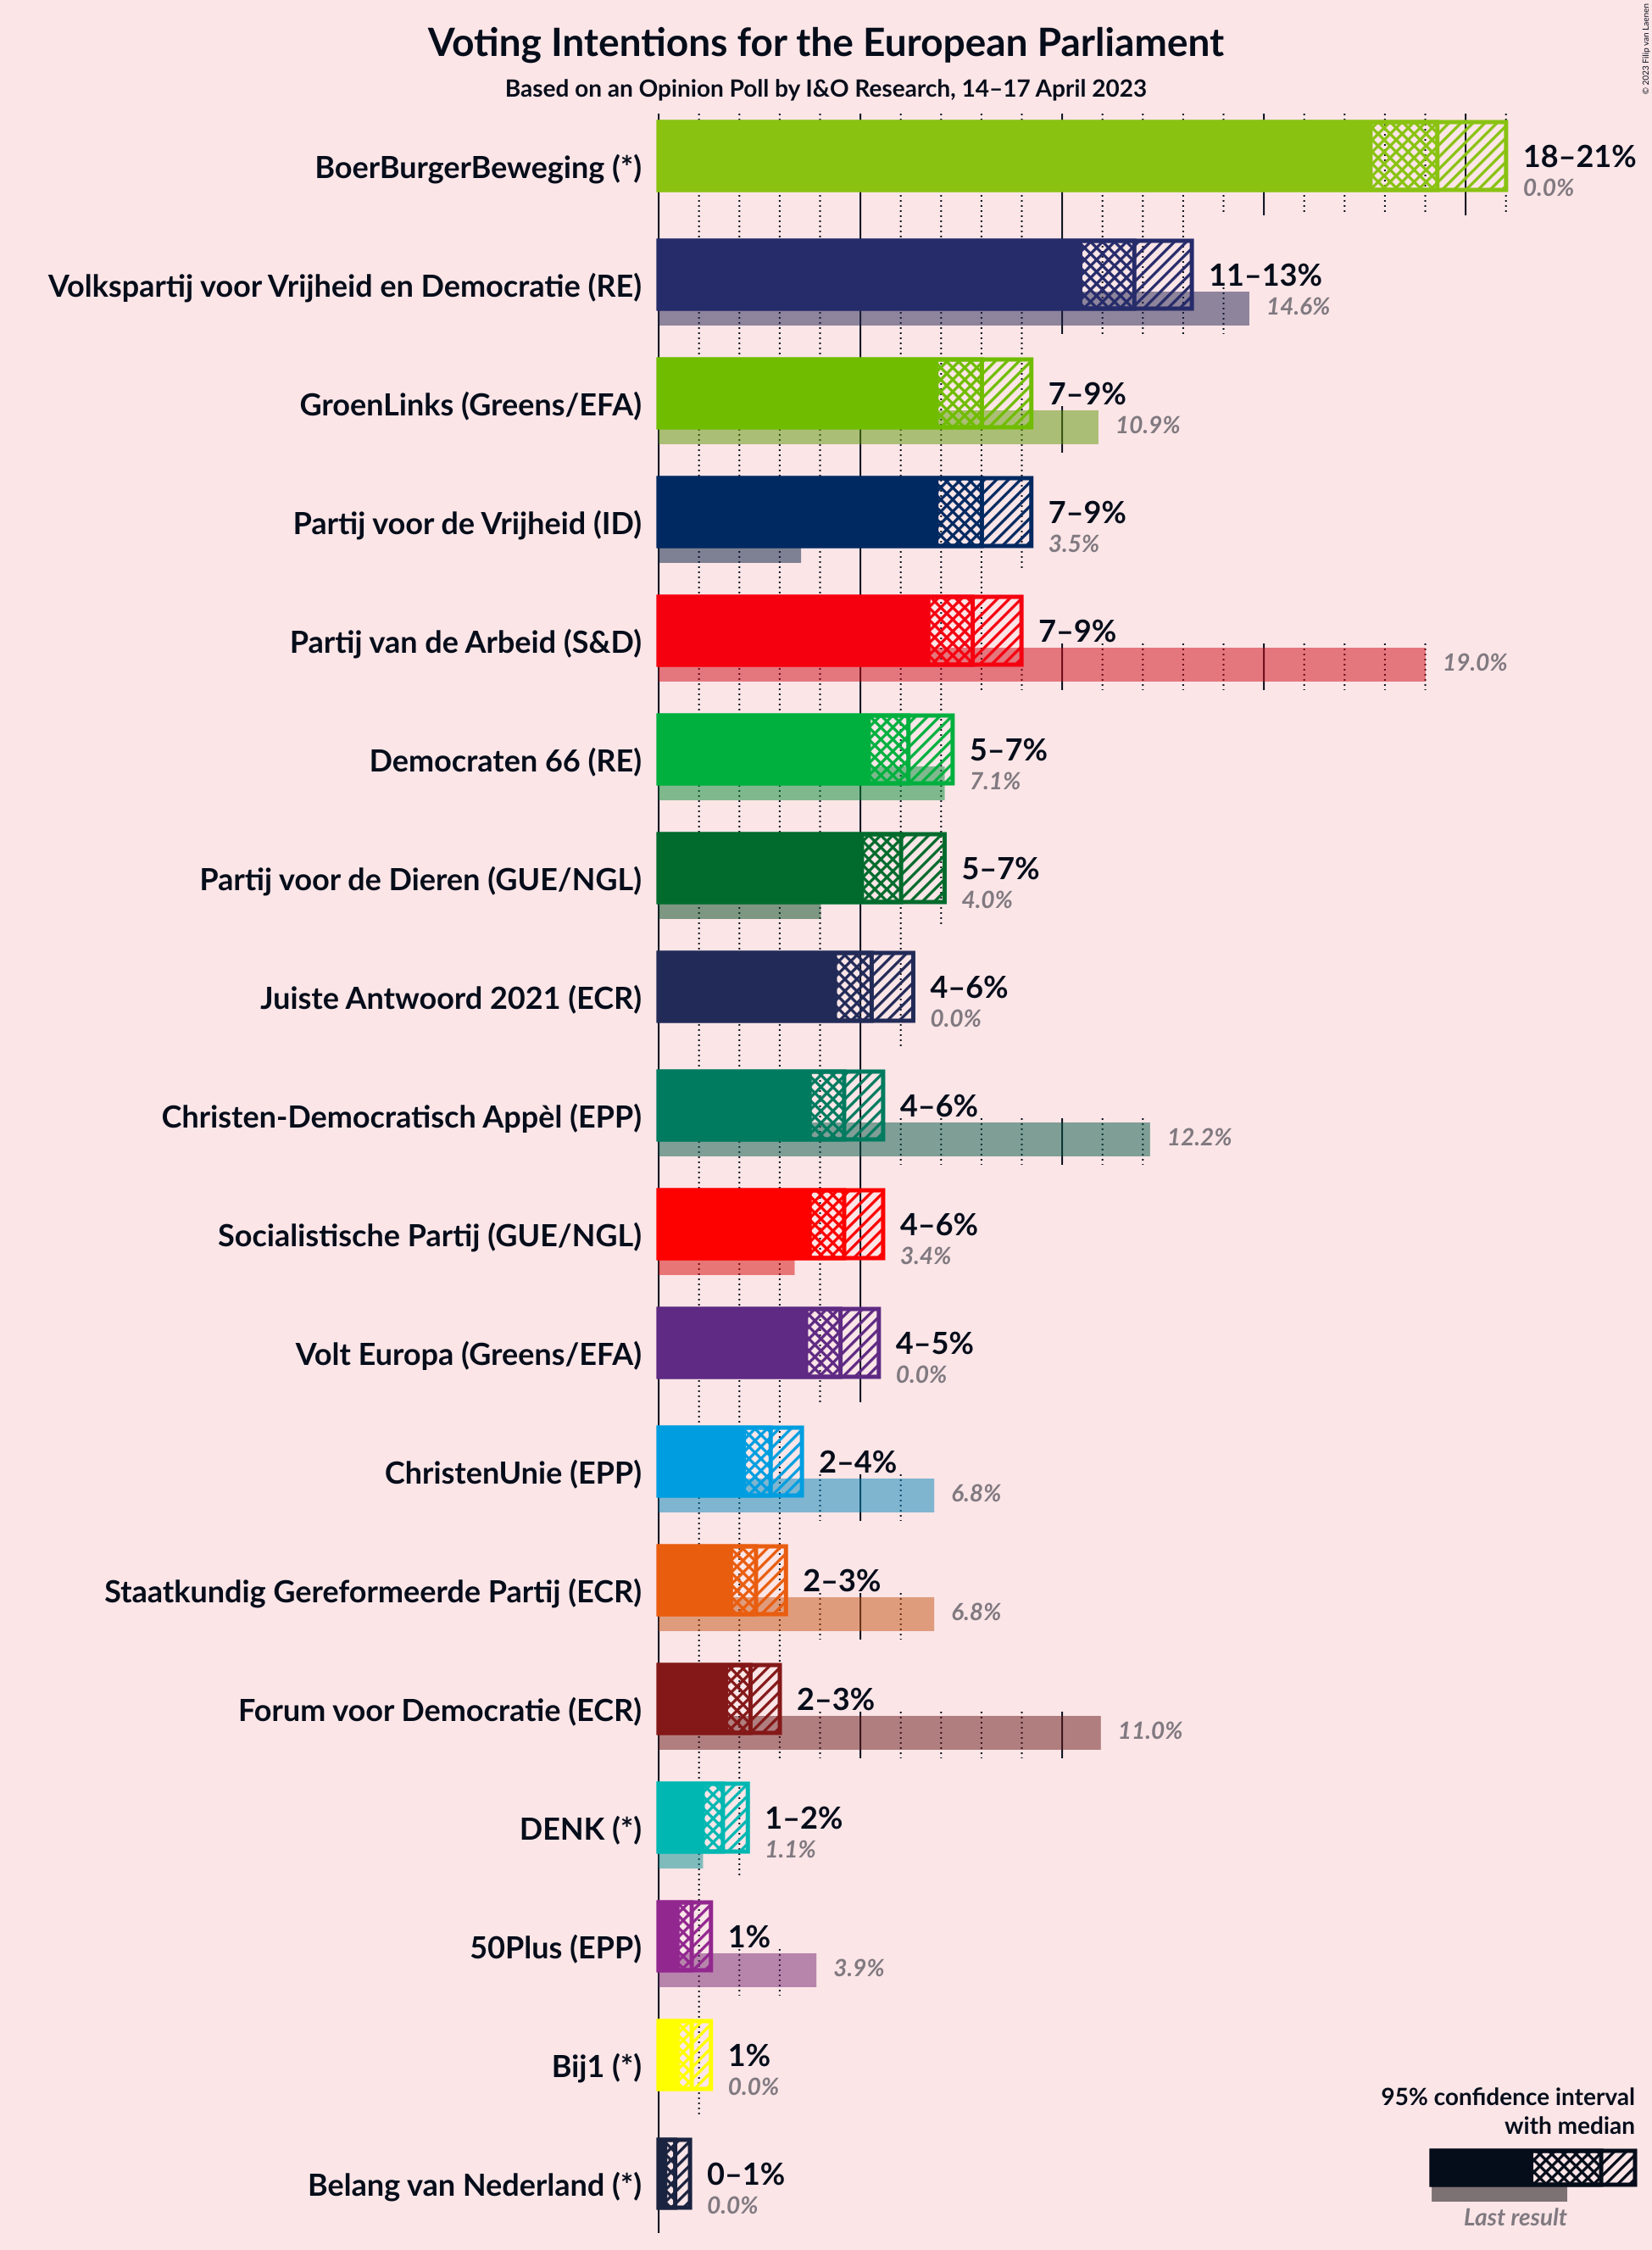 Voting Intentions for the European Parliament
Based on an Opinion Poll by I&O Research, 14–17 April 2023
© 2023 Filip van Laenen
BoerBurgerBeweging (*)
18–21%
0.0%
Volkspartij voor Vrijheid en Democratie (RE)
11–13%
14.6%
GroenLinks (Greens/EFA)
7–9%
10.9%
Partij voor de Vrijheid (ID)
7–9%
3.5%
Partij van de Arbeid (S&D)
7–9%
19.0%
Democraten 66 (RE)
5–7%
7.1%
Partij voor de Dieren (GUE/NGL)
5–7%
4.0%
Juiste Antwoord 2021 (ECR)
4–6%
0.0%
Christen-Democratisch Appèl (EPP)
4–6%
12.2%
Socialistische Partij (GUE/NGL)
4–6%
3.4%
Volt Europa (Greens/EFA)
4–5%
0.0%
ChristenUnie (EPP)
2–4%
6.8%
Staatkundig Gereformeerde Partij (ECR)
2–3%
6.8%
Forum voor Democratie (ECR)
2–3%
11.0%
DENK (*)
1–2%
1.1%
50Plus (EPP)
1%
3.9%
Bij1 (*)
1%
0.0%
Belang van Nederland (*)
0–1%
0.0%
95% confidence interval
with median
Last result